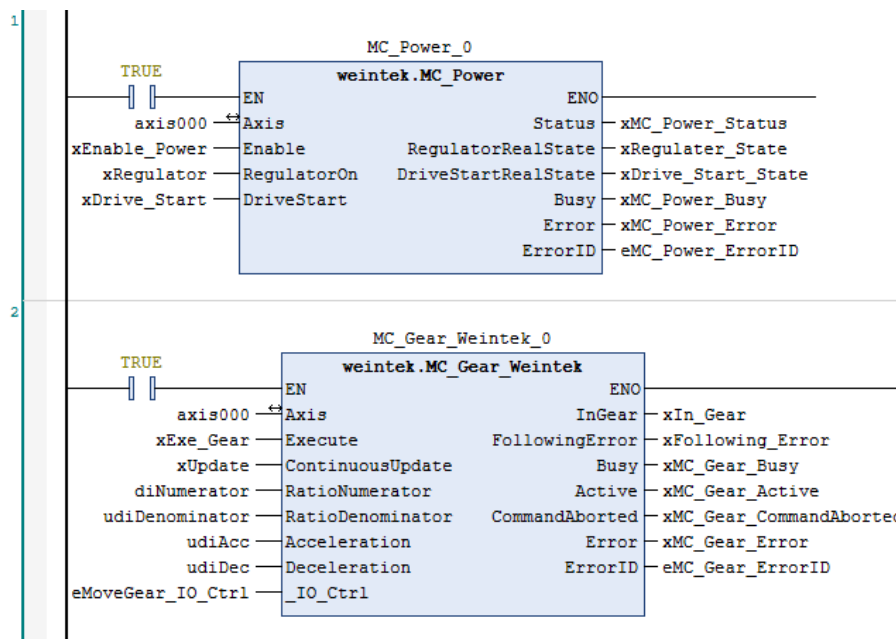 1
MC_Power_0
TRUE
weintek.MC_Power
EN ENO
axis000 Axis Status xMC_Power_Status
xEnable_Power Enable RegulatorRealState xRegulater_State
xRegulator RegulatorOn DriveStartRealState xDrive_Start_State
xDrive_Start DriveStart Busy xMC_Power_Busy
Error xMC_Power_Error
ErrorID eMC_Power_ErrorID
2
MC_Gear_Weintek_0
TRUE
weintek.MC_Gear_Weintek
EN ENO
axis000 Axis InGear xIn_Gear
xExe_Gear Execute FollowingError xFollowing_Error
xUpdate ContinuousUpdate Busy xMC_Gear_Busy
diNumerator RatioNumerator Active xMC_Gear_Active
udiDenominator RatioDenominator CommandAborted xMC_Gear_CommandAborted
udiAcc Acceleration Error xMC_Gear_Error
udiDec Deceleration ErrorID eMC_Gear_ErrorID
eMoveGear_IO_Ctrl _IO_Ctrl